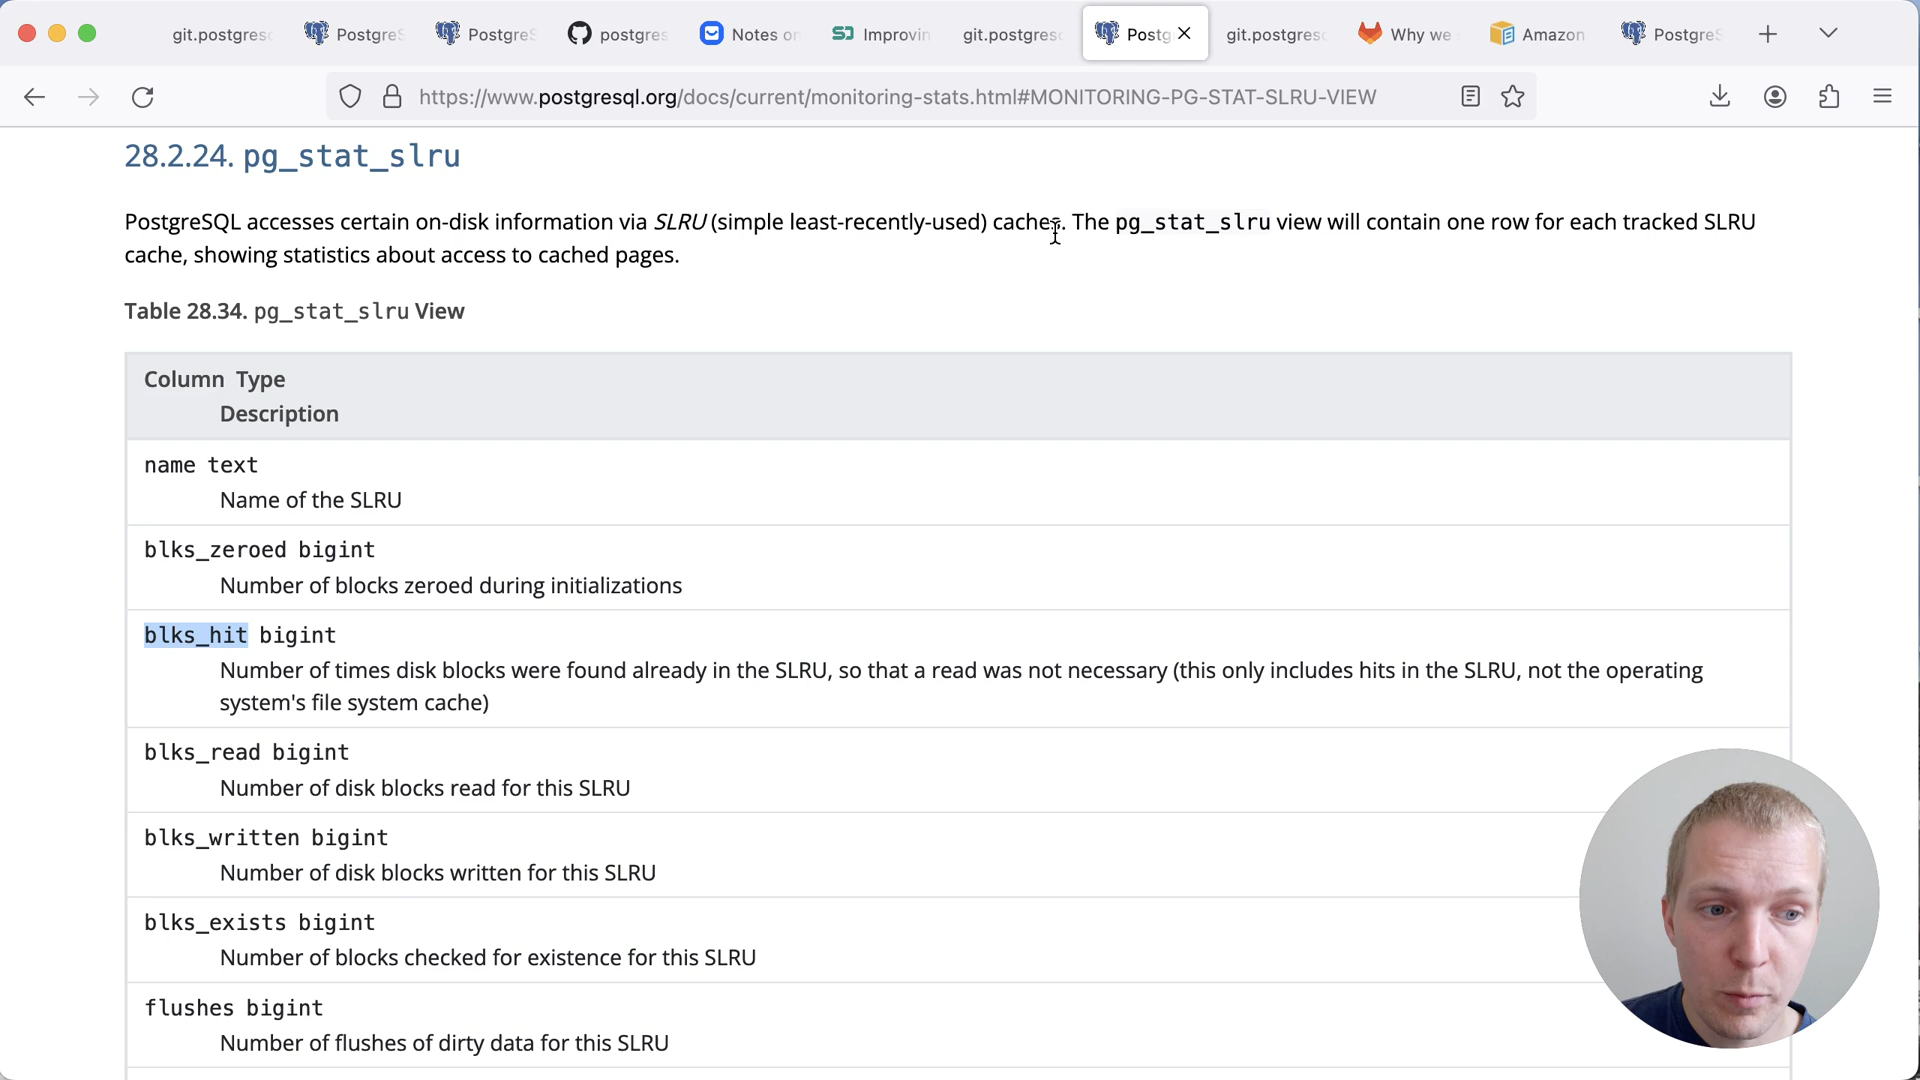 git.postgres
PostgreS
PostgreS
postgres
Notes on
Improvin
git.postgres
Postg
git.postgres
Why we
Amazon
PostgreS
https://www.postgresql.org/docs/current/monitoring-stats.html#MONITORING-PG-STAT-SLRU-VIEW
28.2.24. pg_stat_slru
PostgreSQL accesses certain on-disk information via SLRU (simple least-recently-used) caches. The pg_stat_slru view will contain one row for each tracked SLRU
cache, showing statistics about access to cached pages.
Table 28.34. pg_stat_slru View
Column Type
Description
name text
Name of the SLRU
blks_zeroed bigint
Number of blocks zeroed during initializations
blks_hit bigint
Number of times disk blocks were found already in the SLRU, so that a read was not necessary (this only includes hits in the SLRU, not the operating
system's file system cache)
blks_read bigint
Number of disk blocks read for this SLRU
blks_written bigint
Number of disk blocks written for this SLRU
blks_exists bigint
Number of blocks checked for existence for this SLRU
flushes bigint
Number of flushes of dirty data for this SLRU